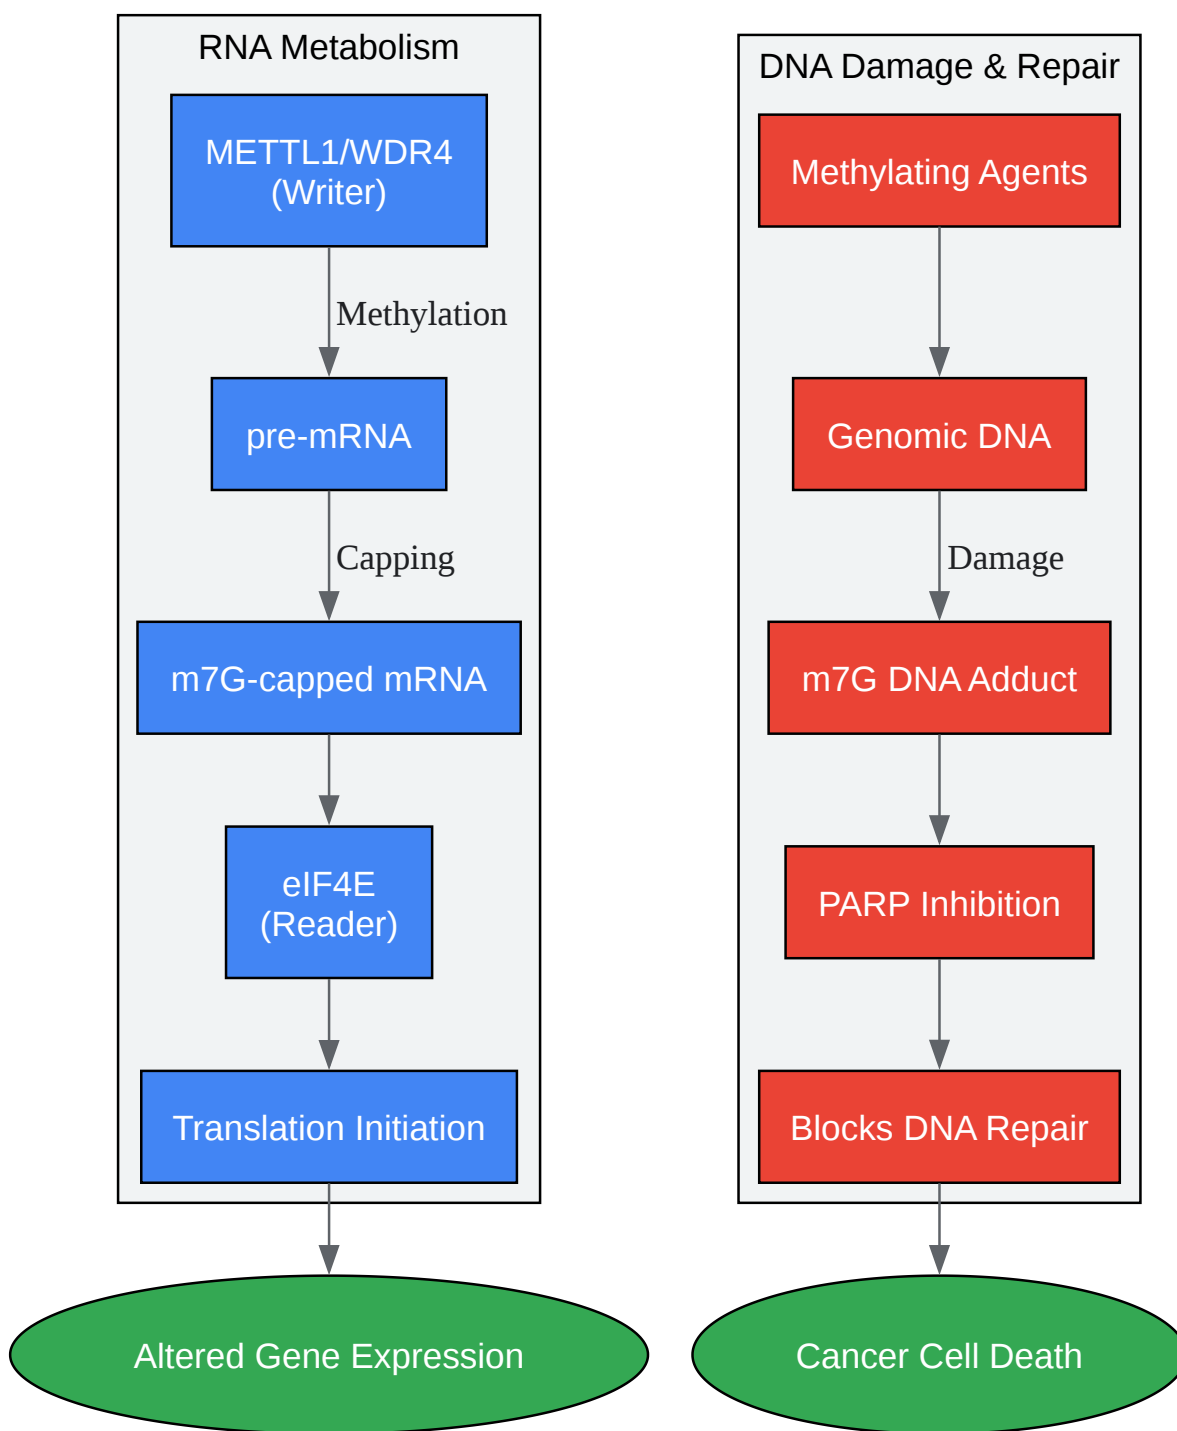 RNA Metabolism
METTL1/WDR4
(Writer)
Methylation
pre-mRNA
Capping
m7G-capped mRNA
eIF4E
(Reader)
Translation Initiation
Altered Gene Expression
DNA Damage & Repair
Methylating Agents
Genomic DNA
Damage
m7G DNA Adduct
PARP Inhibition
Blocks DNA Repair
Cancer Cell Death